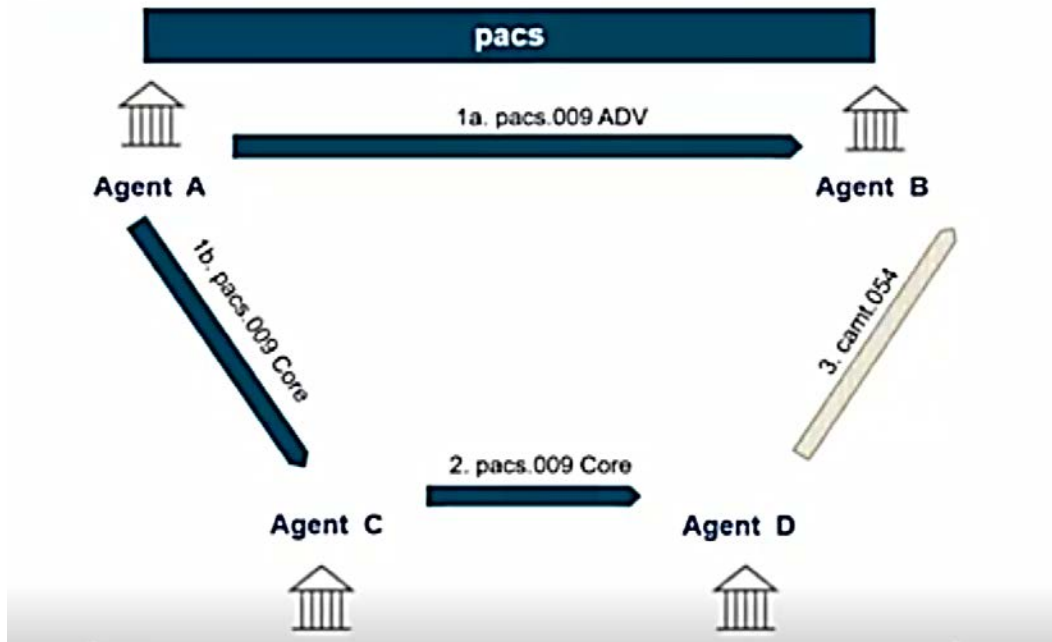 pacs
1a. pacs.009 ADV
Agent A
Agent B
1b. pacs.009 Core
3. camt.054
2. pacs.009 Core
Agent C
Agent D